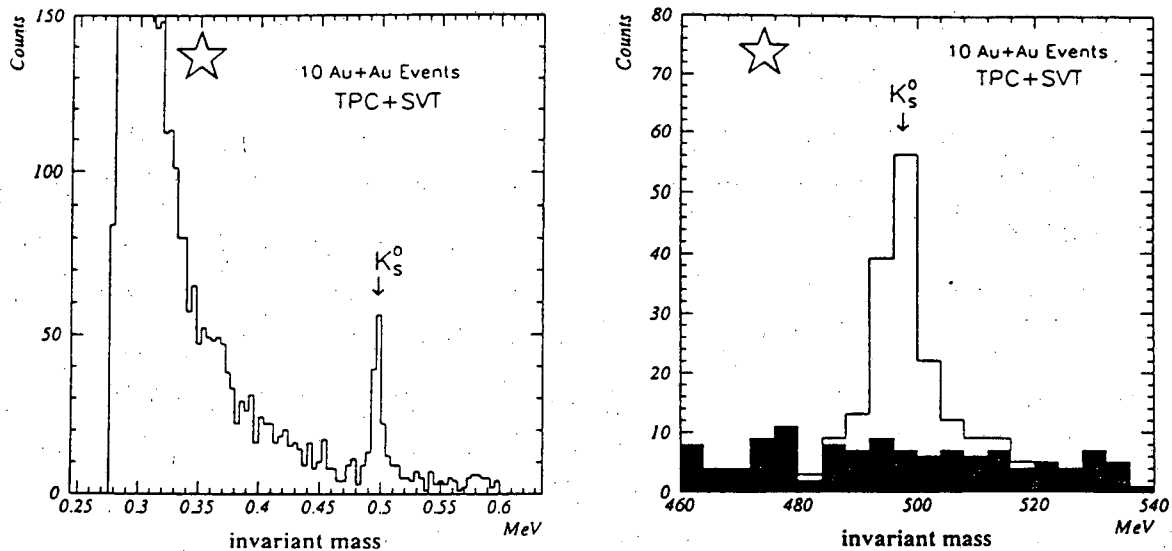 Counts
150
100
50
0
10 Au+Au Events
TPC+SVT
K_s^o
↓
0.25 0.3 0.35 0.4 0.45 0.5 0.55 0.6
MeV
invariant mass
Counts
80
70
60
50
40
30
20
10
0
10 Au+Au Events
TPC+SVT
K_s^o
↓
460 480 500 520 540
MeV
invariant mass